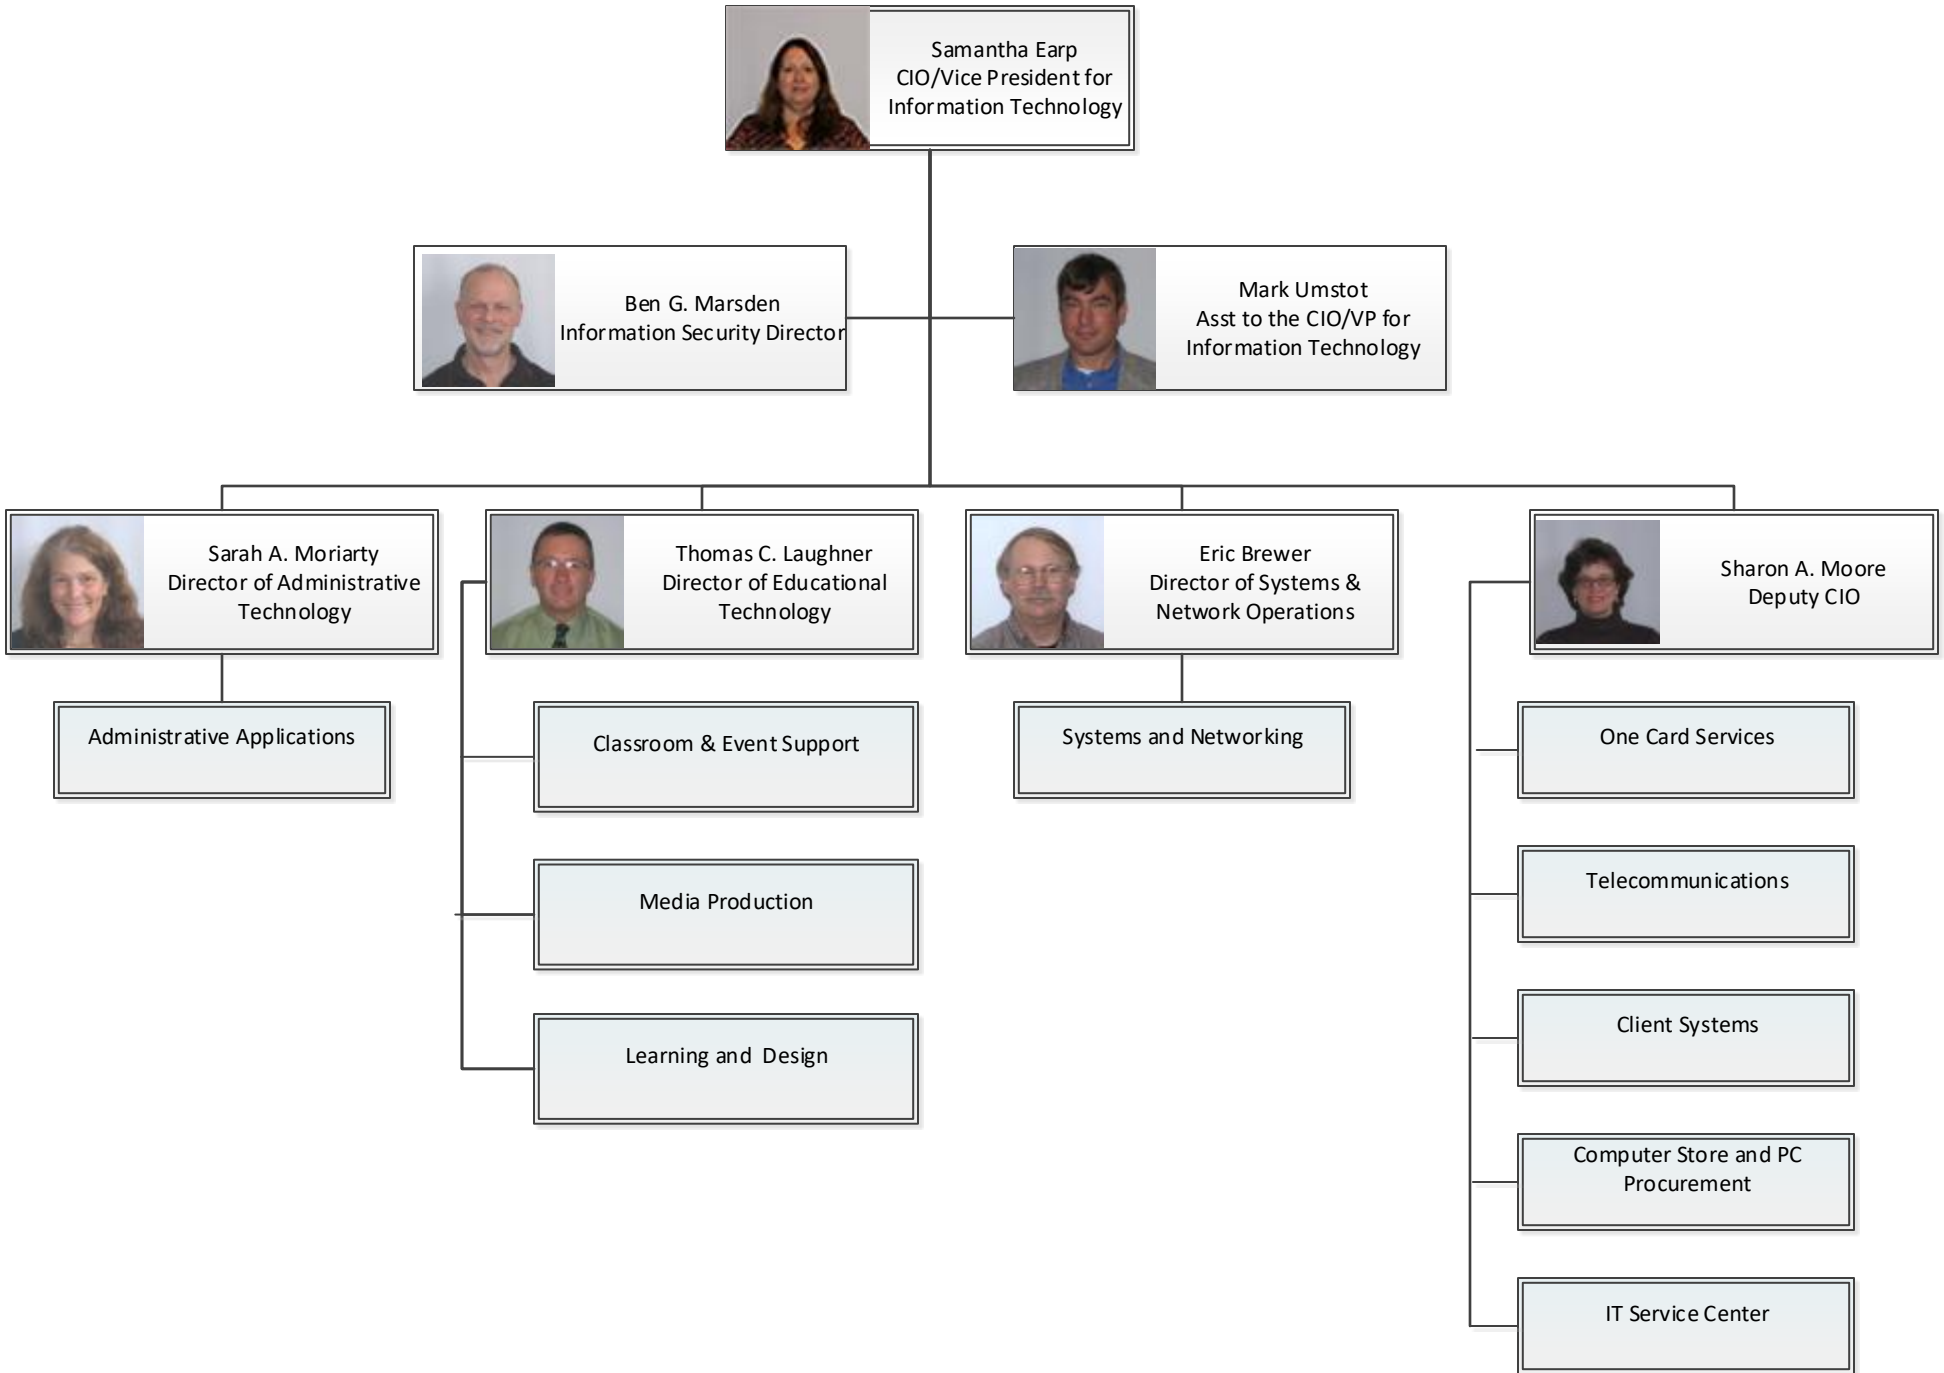 Samantha Earp
CIO/Vice President for
Information Technology
Ben G. Marsden
Information Security Director
Mark Umstot
Asst to the CIO/VP for
Information Technology
Sarah A. Moriarty
Director of Administrative
Technology
Thomas C. Laughner
Director of Educational
Technology
Eric Brewer
Director of Systems &
Network Operations
Sharon A. Moore
Deputy CIO
Administrative Applications
Classroom & Event Support
Media Production
Learning and Design
Systems and Networking
One Card Services
Telecommunications
Client Systems
Computer Store and PC
Procurement
IT Service Center